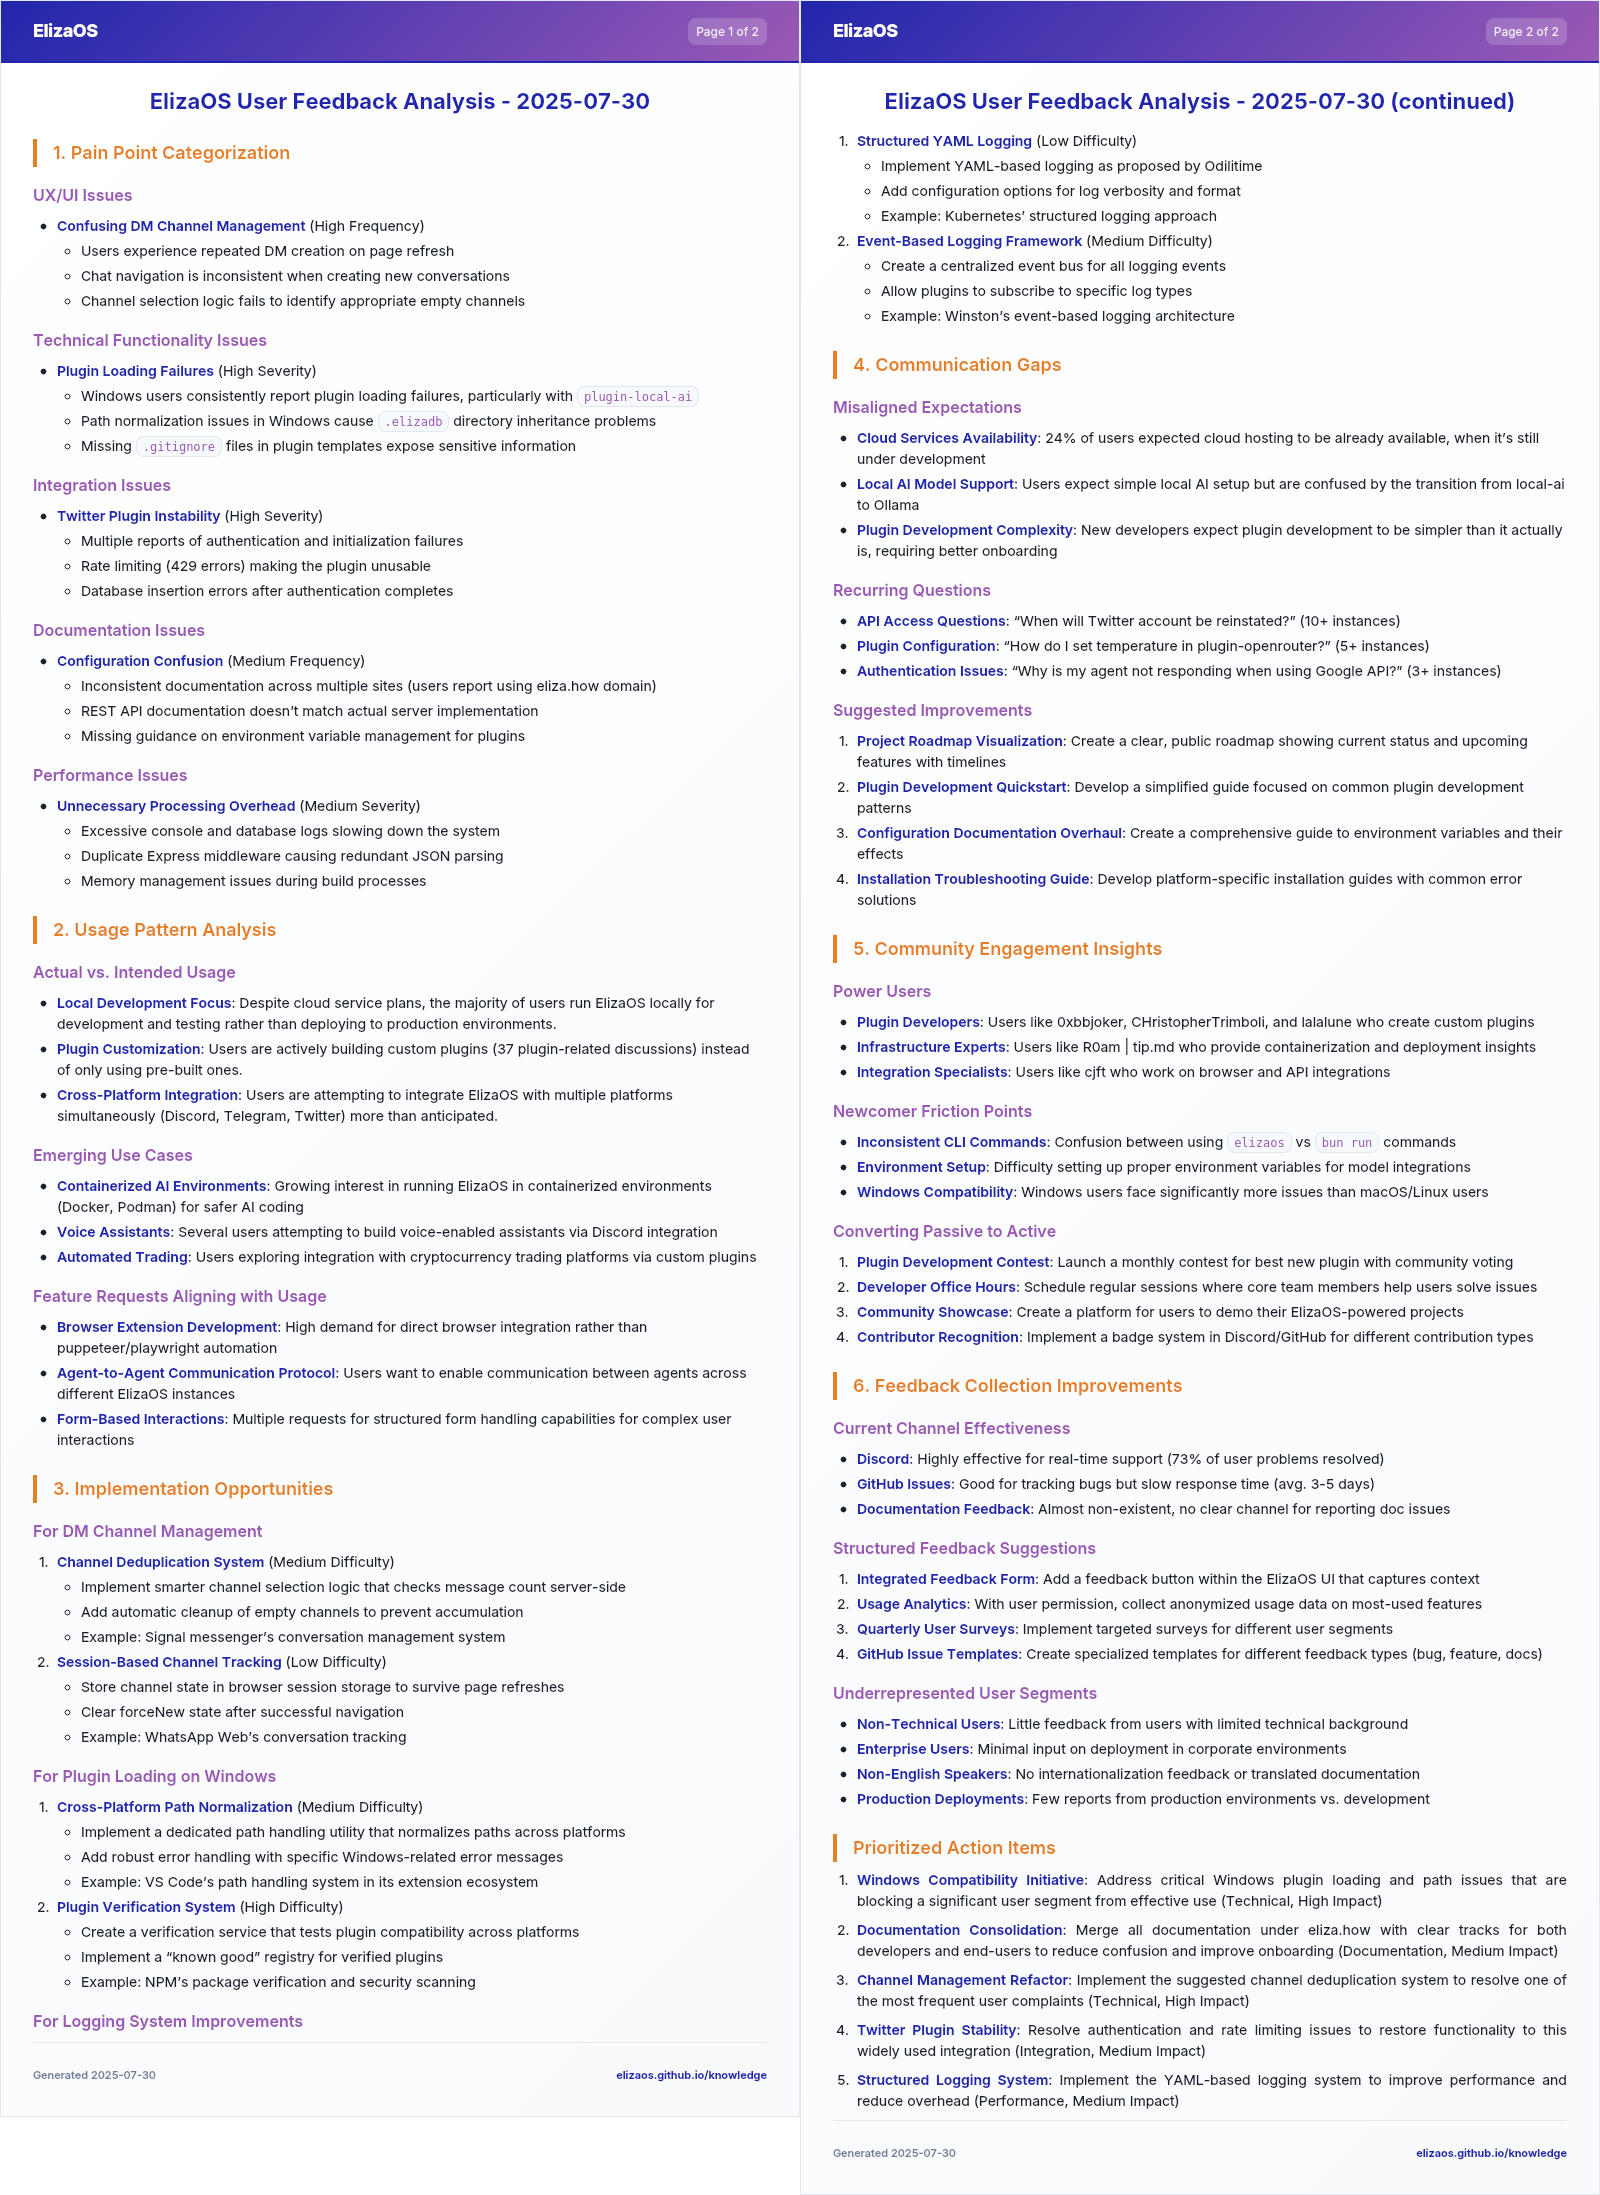 ElizaOS
Page 1 of 2
ElizaOS User Feedback Analysis - 2025-07-30
1. Pain Point Categorization
UX/UI Issues
• Confusing DM Channel Management (High Frequency)
◦ Users experience repeated DM creation on page refresh
◦ Chat navigation is inconsistent when creating new conversations
◦ Channel selection logic fails to identify appropriate empty channels
Technical Functionality Issues
• Plugin Loading Failures (High Severity)
◦ Windows users consistently report plugin loading failures, particularly with plugin-local-ai
◦ Path normalization issues in Windows cause .elizadb directory inheritance problems
◦ Missing .gitignore files in plugin templates expose sensitive information
Integration Issues
• Twitter Plugin Instability (High Severity)
◦ Multiple reports of authentication and initialization failures
◦ Rate limiting (429 errors) making the plugin unusable
◦ Database insertion errors after authentication completes
Documentation Issues
• Configuration Confusion (Medium Frequency)
◦ Inconsistent documentation across multiple sites (users report using eliza.how domain)
◦ REST API documentation doesn’t match actual server implementation
◦ Missing guidance on environment variable management for plugins
Performance Issues
• Unnecessary Processing Overhead (Medium Severity)
◦ Excessive console and database logs slowing down the system
◦ Duplicate Express middleware causing redundant JSON parsing
◦ Memory management issues during build processes
2. Usage Pattern Analysis
Actual vs. Intended Usage
• Local Development Focus: Despite cloud service plans, the majority of users run ElizaOS locally for
development and testing rather than deploying to production environments.
• Plugin Customization: Users are actively building custom plugins (37 plugin-related discussions) instead
of only using pre-built ones.
• Cross-Platform Integration: Users are attempting to integrate ElizaOS with multiple platforms
simultaneously (Discord, Telegram, Twitter) more than anticipated.
Emerging Use Cases
• Containerized AI Environments: Growing interest in running ElizaOS in containerized environments
(Docker, Podman) for safer AI coding
• Voice Assistants: Several users attempting to build voice-enabled assistants via Discord integration
• Automated Trading: Users exploring integration with cryptocurrency trading platforms via custom plugins
Feature Requests Aligning with Usage
• Browser Extension Development: High demand for direct browser integration rather than
puppeteer/playwright automation
• Agent-to-Agent Communication Protocol: Users want to enable communication between agents across
different ElizaOS instances
• Form-Based Interactions: Multiple requests for structured form handling capabilities for complex user
interactions
3. Implementation Opportunities
For DM Channel Management
1. Channel Deduplication System (Medium Difficulty)
◦ Implement smarter channel selection logic that checks message count server-side
◦ Add automatic cleanup of empty channels to prevent accumulation
◦ Example: Signal messenger’s conversation management system
2. Session-Based Channel Tracking (Low Difficulty)
◦ Store channel state in browser session storage to survive page refreshes
◦ Clear forceNew state after successful navigation
◦ Example: WhatsApp Web’s conversation tracking
For Plugin Loading on Windows
1. Cross-Platform Path Normalization (Medium Difficulty)
◦ Implement a dedicated path handling utility that normalizes paths across platforms
◦ Add robust error handling with specific Windows-related error messages
◦ Example: VS Code’s path handling system in its extension ecosystem
2. Plugin Verification System (High Difficulty)
◦ Create a verification service that tests plugin compatibility across platforms
◦ Implement a “known good” registry for verified plugins
◦ Example: NPM’s package verification and security scanning
For Logging System Improvements
Generated 2025-07-30
elizaos.github.io/knowledge
ElizaOS
Page 2 of 2
ElizaOS User Feedback Analysis - 2025-07-30 (continued)
1. Structured YAML Logging (Low Difficulty)
◦ Implement YAML-based logging as proposed by Odilitime
◦ Add configuration options for log verbosity and format
◦ Example: Kubernetes’ structured logging approach
2. Event-Based Logging Framework (Medium Difficulty)
◦ Create a centralized event bus for all logging events
◦ Allow plugins to subscribe to specific log types
◦ Example: Winston’s event-based logging architecture
4. Communication Gaps
Misaligned Expectations
• Cloud Services Availability: 24% of users expected cloud hosting to be already available, when it’s still
under development
• Local AI Model Support: Users expect simple local AI setup but are confused by the transition from local-ai
to Ollama
• Plugin Development Complexity: New developers expect plugin development to be simpler than it actually
is, requiring better onboarding
Recurring Questions
• API Access Questions: “When will Twitter account be reinstated?” (10+ instances)
• Plugin Configuration: “How do I set temperature in plugin-openrouter?” (5+ instances)
• Authentication Issues: “Why is my agent not responding when using Google API?” (3+ instances)
Suggested Improvements
1. Project Roadmap Visualization: Create a clear, public roadmap showing current status and upcoming
features with timelines
2. Plugin Development Quickstart: Develop a simplified guide focused on common plugin development
patterns
3. Configuration Documentation Overhaul: Create a comprehensive guide to environment variables and their
effects
4. Installation Troubleshooting Guide: Develop platform-specific installation guides with common error
solutions
5. Community Engagement Insights
Power Users
• Plugin Developers: Users like 0xbbjoker, CHristopherTrimboli, and lalalune who create custom plugins
• Infrastructure Experts: Users like R0am | tip.md who provide containerization and deployment insights
• Integration Specialists: Users like cjft who work on browser and API integrations
Newcomer Friction Points
• Inconsistent CLI Commands: Confusion between using elizaos vs bun run commands
• Environment Setup: Difficulty setting up proper environment variables for model integrations
• Windows Compatibility: Windows users face significantly more issues than macOS/Linux users
Converting Passive to Active
1. Plugin Development Contest: Launch a monthly contest for best new plugin with community voting
2. Developer Office Hours: Schedule regular sessions where core team members help users solve issues
3. Community Showcase: Create a platform for users to demo their ElizaOS-powered projects
4. Contributor Recognition: Implement a badge system in Discord/GitHub for different contribution types
6. Feedback Collection Improvements
Current Channel Effectiveness
• Discord: Highly effective for real-time support (73% of user problems resolved)
• GitHub Issues: Good for tracking bugs but slow response time (avg. 3-5 days)
• Documentation Feedback: Almost non-existent, no clear channel for reporting doc issues
Structured Feedback Suggestions
1. Integrated Feedback Form: Add a feedback button within the ElizaOS UI that captures context
2. Usage Analytics: With user permission, collect anonymized usage data on most-used features
3. Quarterly User Surveys: Implement targeted surveys for different user segments
4. GitHub Issue Templates: Create specialized templates for different feedback types (bug, feature, docs)
Underrepresented User Segments
• Non-Technical Users: Little feedback from users with limited technical background
• Enterprise Users: Minimal input on deployment in corporate environments
• Non-English Speakers: No internationalization feedback or translated documentation
• Production Deployments: Few reports from production environments vs. development
Prioritized Action Items
1. Windows Compatibility Initiative: Address critical Windows plugin loading and path issues that are
blocking a significant user segment from effective use (Technical, High Impact)
2. Documentation Consolidation: Merge all documentation under eliza.how with clear tracks for both
developers and end-users to reduce confusion and improve onboarding (Documentation, Medium Impact)
3. Channel Management Refactor: Implement the suggested channel deduplication system to resolve one of
the most frequent user complaints (Technical, High Impact)
4. Twitter Plugin Stability: Resolve authentication and rate limiting issues to restore functionality to this
widely used integration (Integration, Medium Impact)
5. Structured Logging System: Implement the YAML-based logging system to improve performance and
reduce overhead (Performance, Medium Impact)
Generated 2025-07-30
elizaos.github.io/knowledge